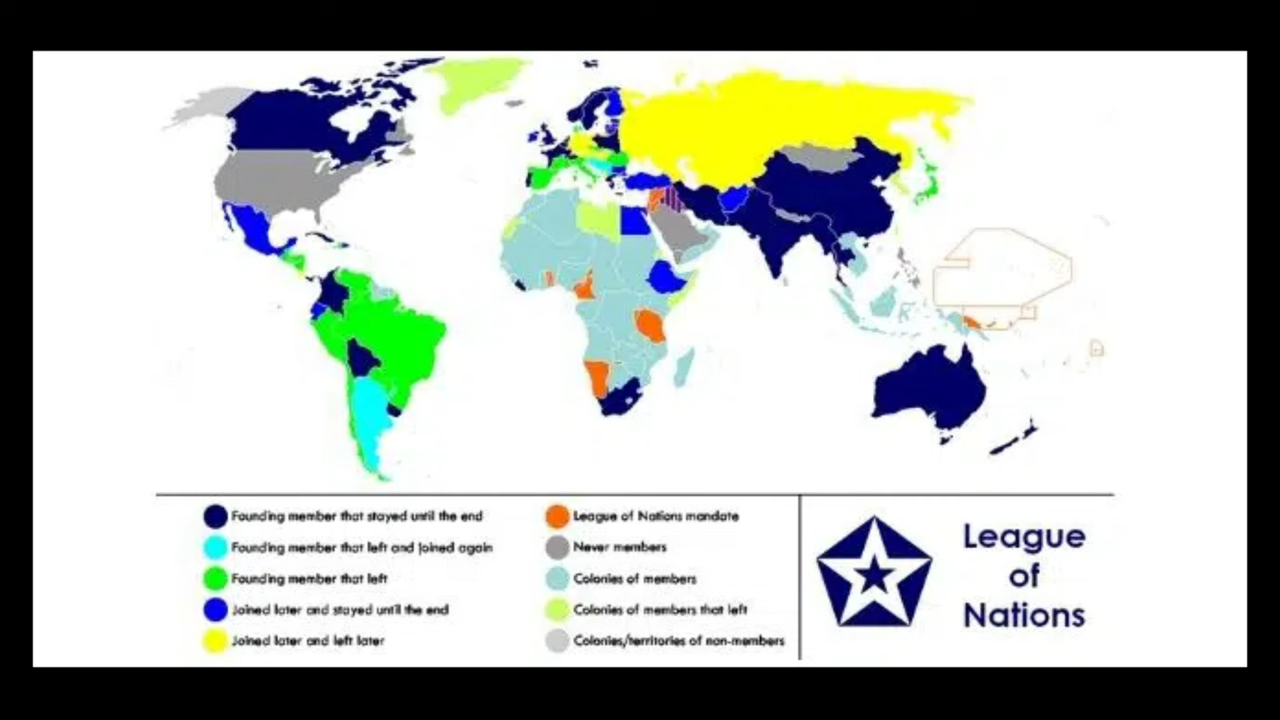 Founding member that stayed until the end
Founding member that left and joined again
Founding member that left
Joined later and stayed until the end
Joined later and left later
League of Nations mandate
Never members
Colonies of members
Colonies of members that left
Colonies/territories of non-members
League
of
Nations